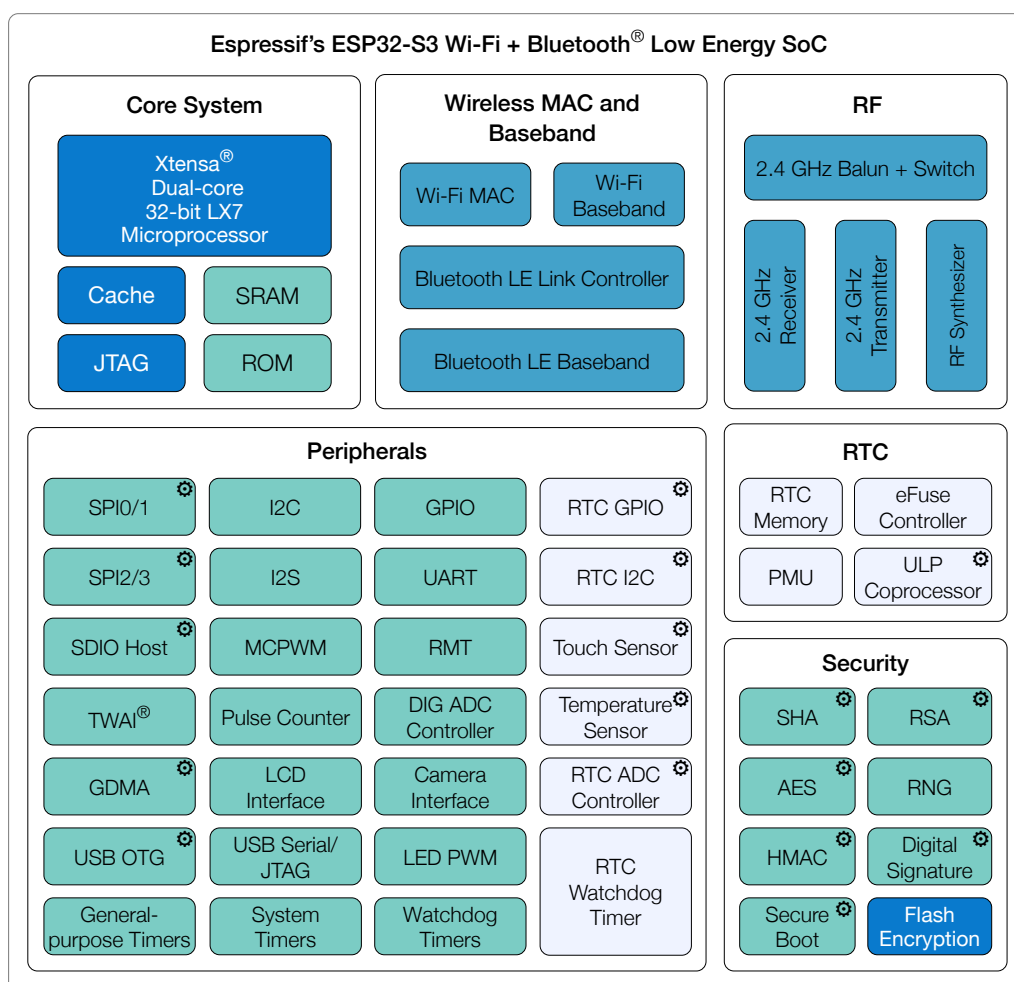 Espressif's ESP32-S3 Wi-Fi + Bluetooth® Low Energy SoC
Core System
Xtensa®
Dual-core
32-bit LX7
Microprocessor
Cache
SRAM
JTAG
ROM
Wireless MAC and
Baseband
Wi-Fi MAC
Wi-Fi
Baseband
Bluetooth LE Link Controller
Bluetooth LE Baseband
RF
2.4 GHz Balun + Switch
2.4 GHz
Receiver
2.4 GHz
Transmitter
RF Synthesizer
Peripherals
SPI0/1
I2C
GPIO
RTC GPIO
SPI2/3
I2S
UART
RTC I2C
SDIO Host
MCPWM
RMT
Touch Sensor
TWAI®
Pulse Counter
DIG ADC
Controller
Temperature
Sensor
GDMA
LCD
Interface
Camera
Interface
RTC ADC
Controller
USB OTG
USB Serial/
JTAG
LED PWM
RTC
Watchdog
Timer
General-
purpose Timers
System
Timers
Watchdog
Timers
RTC
RTC
Memory
eFuse
Controller
PMU
ULP
Coprocessor
Security
SHA
RSA
AES
RNG
HMAC
Digital
Signature
Secure
Boot
Flash
Encryption